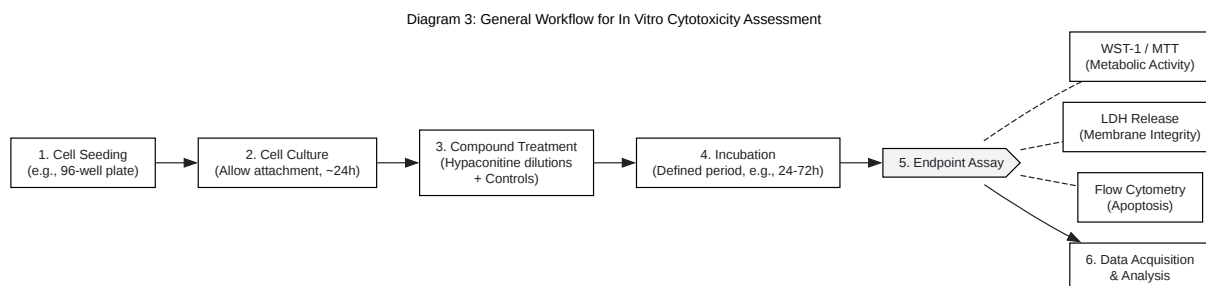 Diagram 3: General Workflow for In Vitro Cytotoxicity Assessment
1. Cell Seeding
(e.g., 96-well plate)
2. Cell Culture
(Allow attachment, ~24h)
3. Compound Treatment
(Hypaconitine dilutions
+ Controls)
4. Incubation
(Defined period, e.g., 24-72h)
5. Endpoint Assay
WST-1 / MTT
(Metabolic Activity)
LDH Release
(Membrane Integrity)
Flow Cytometry
(Apoptosis)
6. Data Acquisition
& Analysis